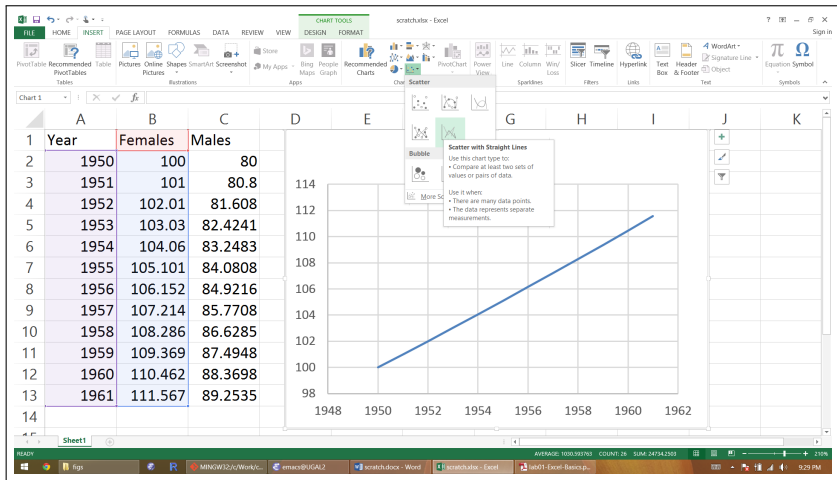 CHART TOOLS
scratch.xlsx - Excel
FILE HOME INSERT PAGE LAYOUT FORMULAS DATA REVIEW VIEW DESIGN FORMAT Sign in
PivotTable Recommended PivotTables Table
Tables
Pictures Online Pictures Shapes SmartArt Screenshot
Illustrations
Store
My Apps
Bing Maps People Graph
Apps
Recommended Charts
PivotChart
Power View
Line Column Win/Loss
Sparklines
Slicer Timeline
Filters
Hyperlink
Links
Text Box Header & Footer
WordArt
Signature Line
Object
Text
Equation Symbol
Symbols
Chart 1
fx
Scatter
Bubble
More Sc
Scatter with Straight Lines
Use this chart type to:
• Compare at least two sets of
values or pairs of data.
Use it when:
• There are many data points.
• The data represents separate
measurements.
A B C D E G H I J K
1 Year Females Males
2 1950 100 80
3 1951 101 80.8
4 1952 102.01 81.608
5 1953 103.03 82.4241
6 1954 104.06 83.2483
7 1955 105.101 84.0808
8 1956 106.152 84.9216
9 1957 107.214 85.7708
10 1958 108.286 86.6285
11 1959 109.369 87.4948
12 1960 110.462 88.3698
13 1961 111.567 89.2535
14
114
112
110
108
106
104
102
100
98
1948 1950 1952 1954 1956 1958 1960 1962
Sheet1
READY
AVERAGE: 1030.593763 COUNT: 26 SUM: 24734.2503
210%
figs
MINGW32:/c/Work/c...
emacs@UGAL2
scratch.docx - Word
scratch.xlsx - Excel
lab01-Excel-Basics.p...
9:29 PM